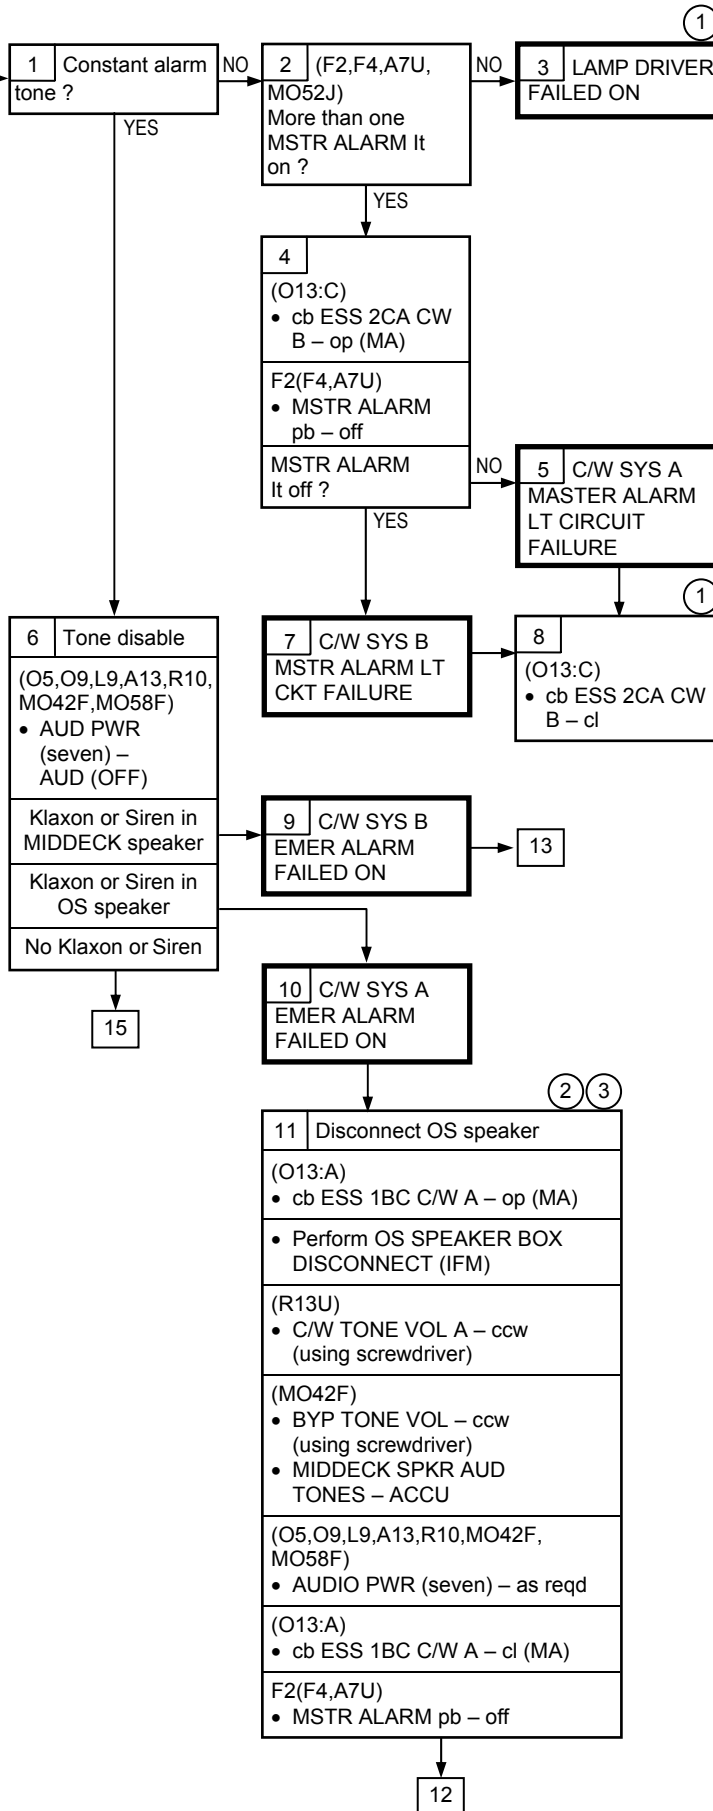 1
1 Constant alarm
tone ?
NO
YES
2 (F2,F4,A7U,
MO52J)
More than one
MSTR ALARM lt
on ?
NO
YES
3 LAMP DRIVER
FAILED ON
4
(O13:C)
• cb ESS 2CA CW
B – op (MA)
F2(F4,A7U)
• MSTR ALARM
pb – off
MSTR ALARM
lt off ?
NO
YES
5 C/W SYS A
MASTER ALARM
LT CIRCUIT
FAILURE
6 Tone disable
(O5,O9,L9,A13,R10,
MO42F,MO58F)
• AUD PWR
(seven) –
AUD (OFF)
Klaxon or Siren in
MIDDECK speaker
Klaxon or Siren in
OS speaker
No Klaxon or Siren
15
7 C/W SYS B
MSTR ALARM LT
CKT FAILURE
1
8
(O13:C)
• cb ESS 2CA CW
B – cl
9 C/W SYS B
EMER ALARM
FAILED ON
13
10 C/W SYS A
EMER ALARM
FAILED ON
2 3
11 Disconnect OS speaker
(O13:A)
• cb ESS 1BC C/W A – op (MA)
• Perform OS SPEAKER BOX
DISCONNECT (IFM)
(R13U)
• C/W TONE VOL A – ccw
(using screwdriver)
(MO42F)
• BYP TONE VOL – ccw
(using screwdriver)
• MIDDECK SPKR AUD
TONES – ACCU
(O5,O9,L9,A13,R10,MO42F,
MO58F)
• AUDIO PWR (seven) – as reqd
(O13:A)
• cb ESS 1BC C/W A – cl (MA)
F2(F4,A7U)
• MSTR ALARM pb – off
12